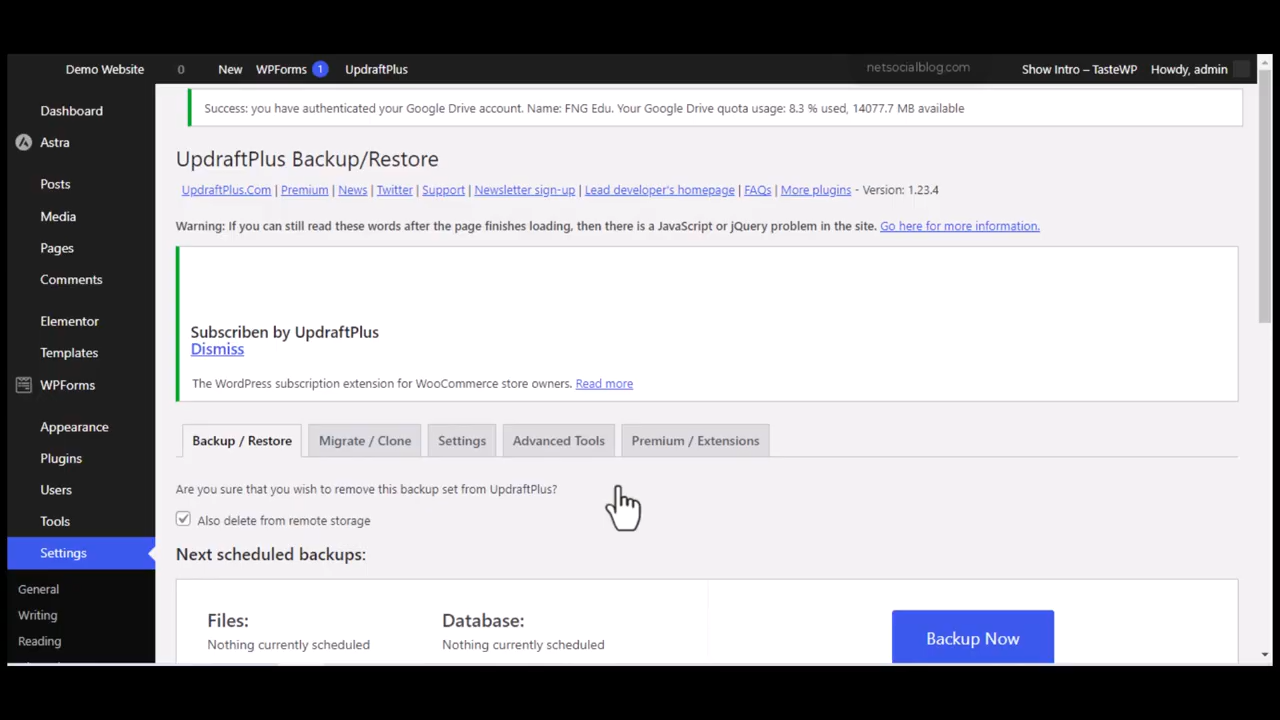 Demo Website 0 New WPForms 1 UpdraftPlus netsocialblog.com Show Intro – TasteWP Howdy, admin
Dashboard
Astra
Posts
Media
Pages
Comments
Elementor
Templates
WPForms
Appearance
Plugins
Users
Tools
Settings
General
Writing
Reading
Success: you have authenticated your Google Drive account. Name: FNG Edu. Your Google Drive quota usage: 8.3 % used, 14077.7 MB available
UpdraftPlus Backup/Restore
UpdraftPlus.Com | Premium | News | Twitter | Support | Newsletter sign-up | Lead developer's homepage | FAQs | More plugins - Version: 1.23.4
Warning: If you can still read these words after the page finishes loading, then there is a JavaScript or jQuery problem in the site. Go here for more information.
Subscriben by UpdraftPlus
Dismiss
The WordPress subscription extension for WooCommerce store owners. Read more
Backup / Restore Migrate / Clone Settings Advanced Tools Premium / Extensions
Are you sure that you wish to remove this backup set from UpdraftPlus?
Also delete from remote storage
Next scheduled backups:
Files: Database:
Nothing currently scheduled Nothing currently scheduled
Backup Now